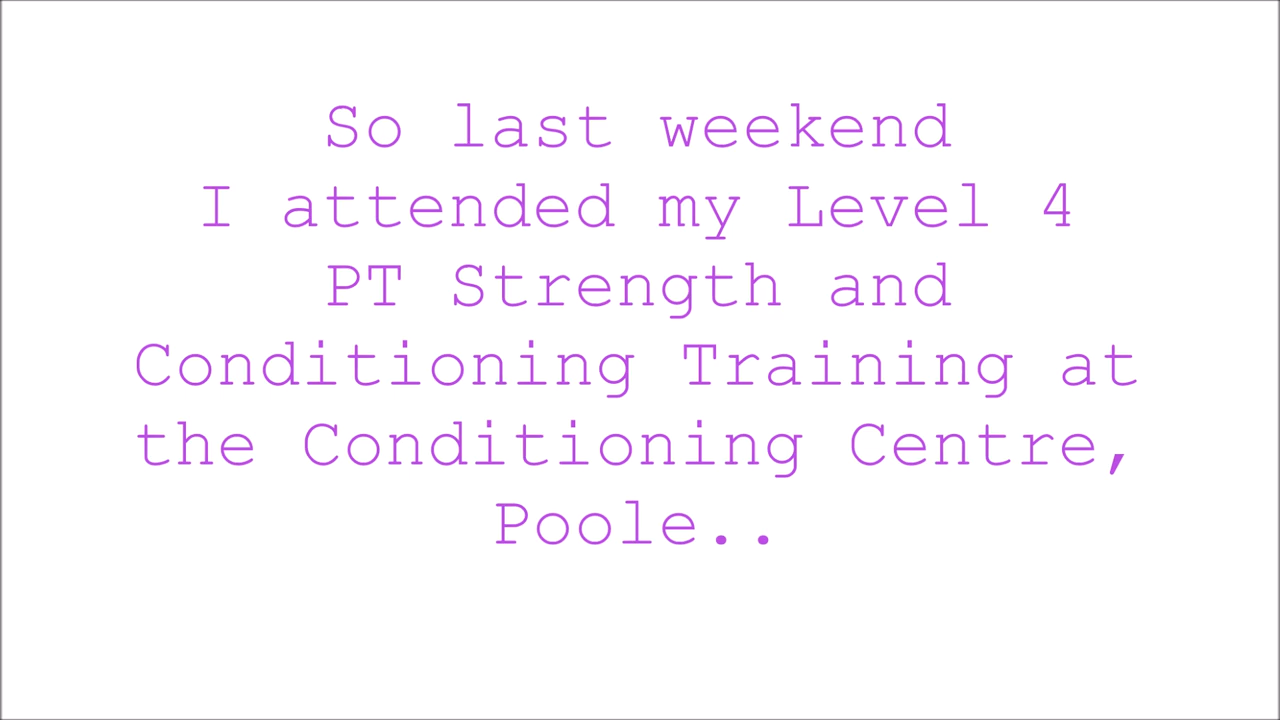 So last weekend
I attended my Level 4
PT Strength and
Conditioning Training at
the Conditioning Centre,
Poole..